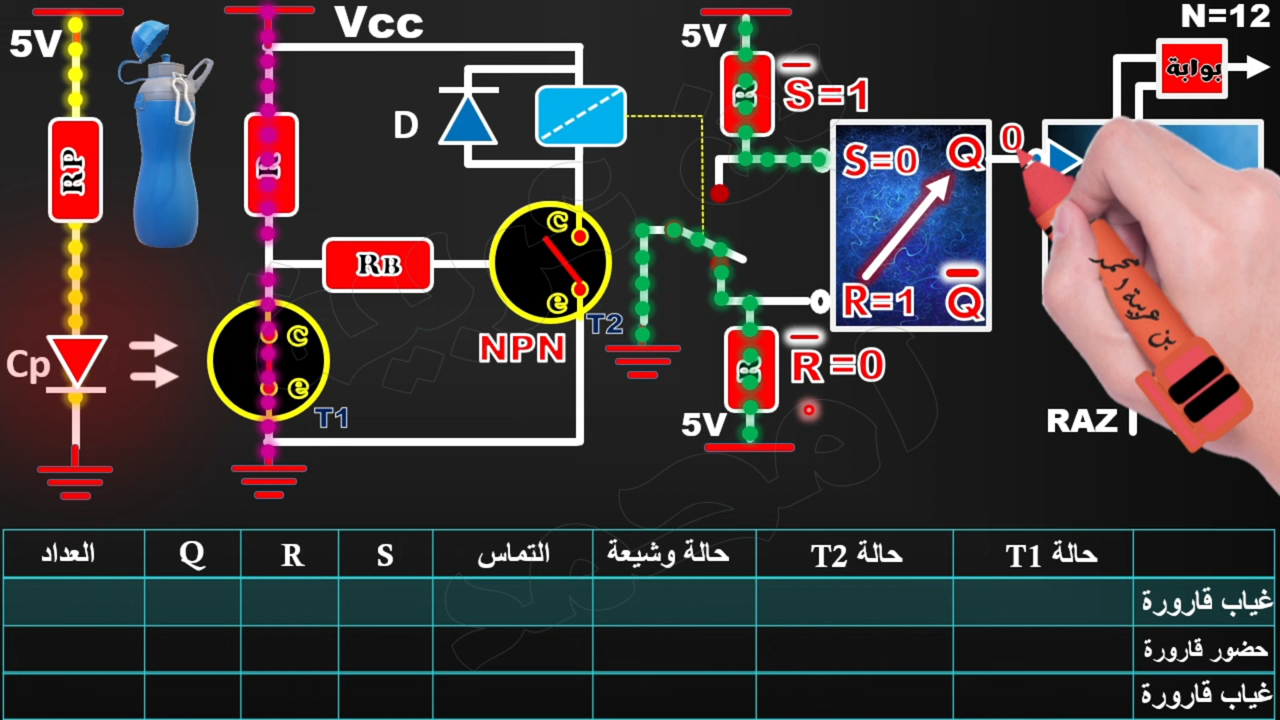 5V
RP
Cp
Vcc
R
RB
D
c
e
T1
c
e
NPN
T2
5V
R
S̅=1
S=0 Q
R=1 Q̅
R
R̅=0
5V
0
N=12
بوابة
RAZ
حالة T1 حالة T2 حالة وشيعة التماس S R Q العداد
غياب قارورة
حضور قارورة
غياب قارورة